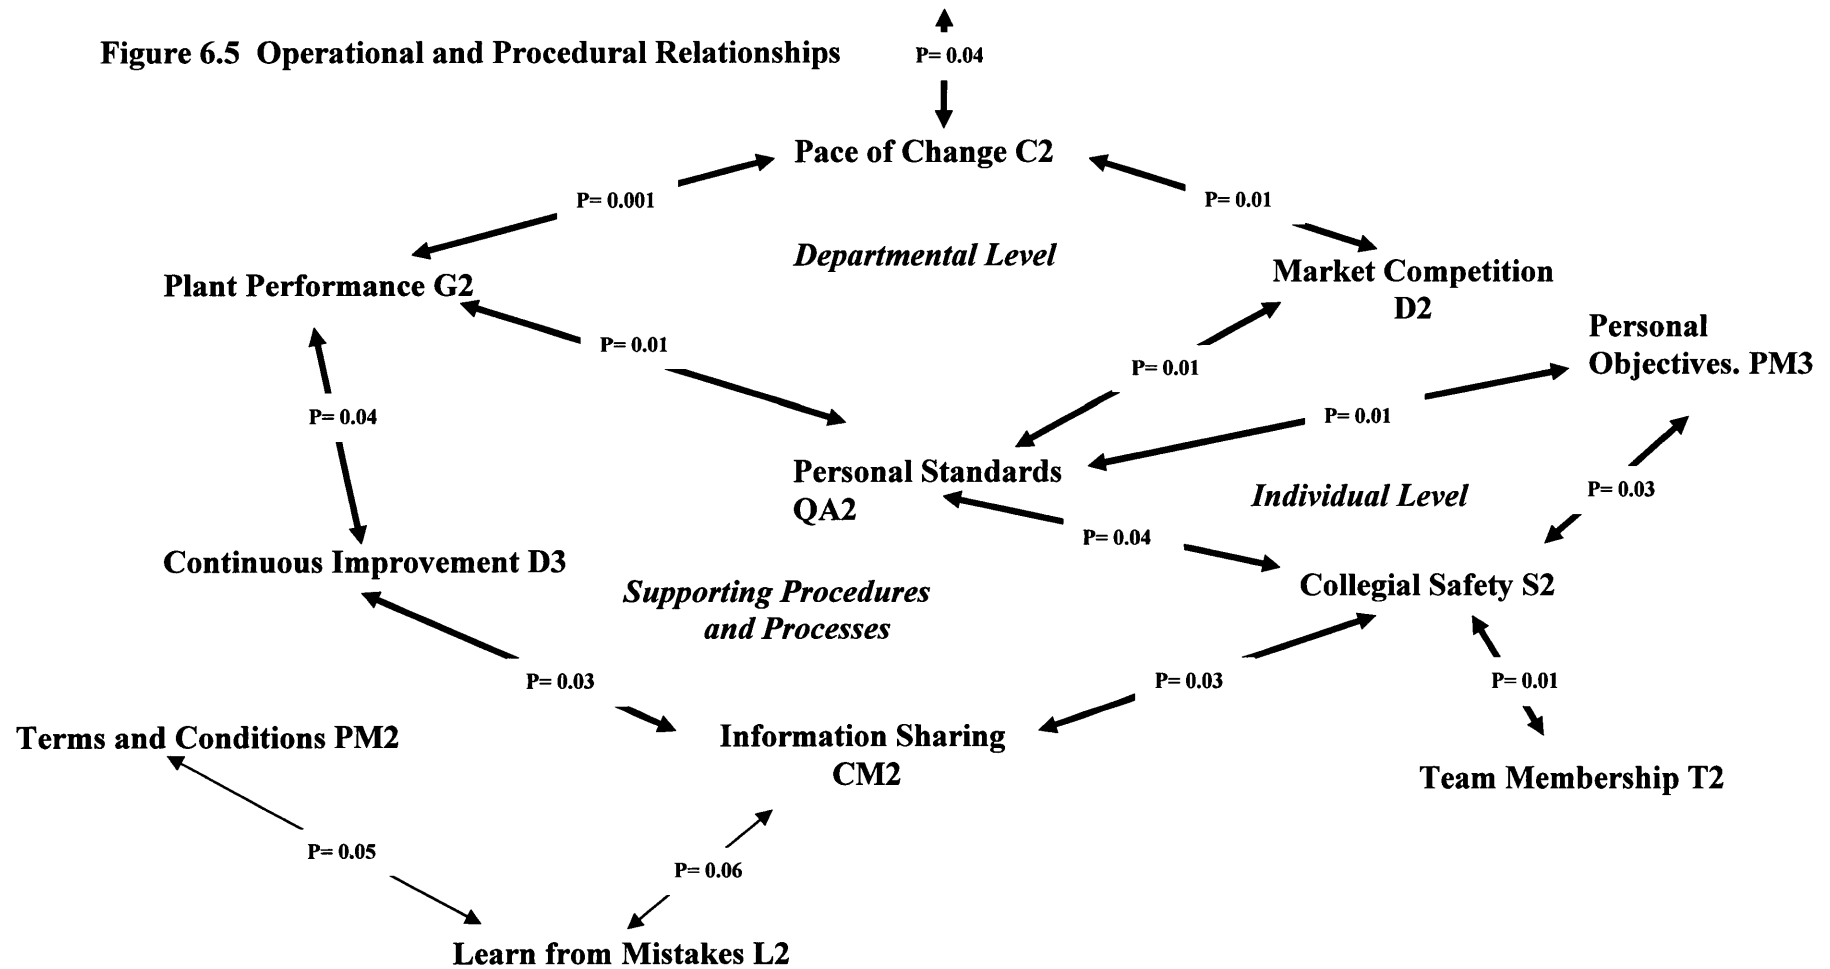 Figure 6.5  Operational and Procedural Relationships
P= 0.04
Pace of Change C2
P= 0.001
P= 0.01
Departmental Level
Market Competition
D2
Plant Performance G2
Personal
Objectives. PM3
P= 0.01
P= 0.01
P= 0.04
P= 0.01
Personal Standards
QA2
Individual Level
P= 0.03
P= 0.04
Continuous Improvement D3
Collegial Safety S2
Supporting Procedures
and Processes
P= 0.03
P= 0.03
P= 0.01
Terms and Conditions PM2
Information Sharing
CM2
Team Membership T2
P= 0.05
P= 0.06
Learn from Mistakes L2